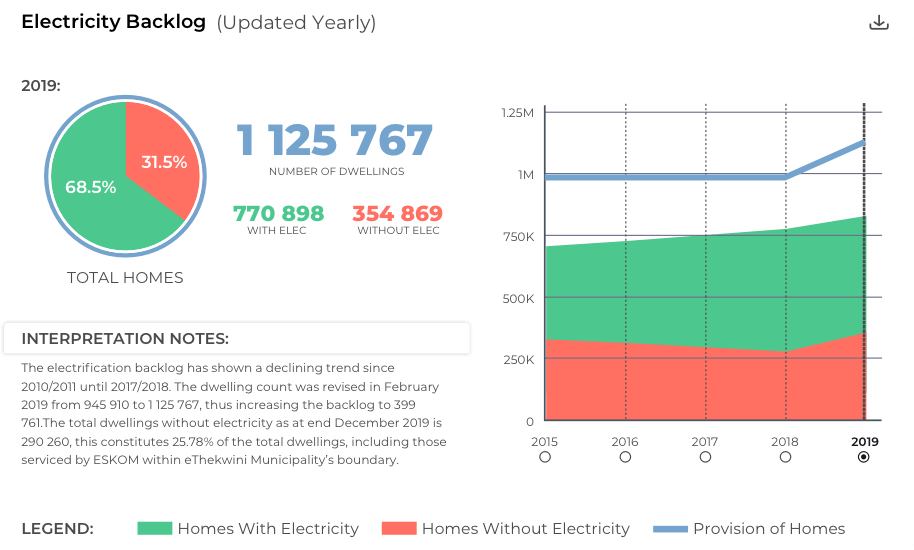 Electricity Backlog (Updated Yearly)
2019:
31.5%
68.5%
TOTAL HOMES
1 125 767
NUMBER OF DWELLINGS
770 898
WITH ELEC
354 869
WITHOUT ELEC
INTERPRETATION NOTES:
The electrification backlog has shown a declining trend since
2010/2011 until 2017/2018. The dwelling count was revised in February
2019 from 945 910 to 1 125 767, thus increasing the backlog to 399
761.The total dwellings without electricity as at end December 2019 is
290 260, this constitutes 25.78% of the total dwellings, including those
serviced by ESKOM within eThekwini Municipality’s boundary.
1.25M
1M
750K
500K
250K
0
2015 2016 2017 2018 2019
LEGEND: Homes With Electricity Homes Without Electricity Provision of Homes